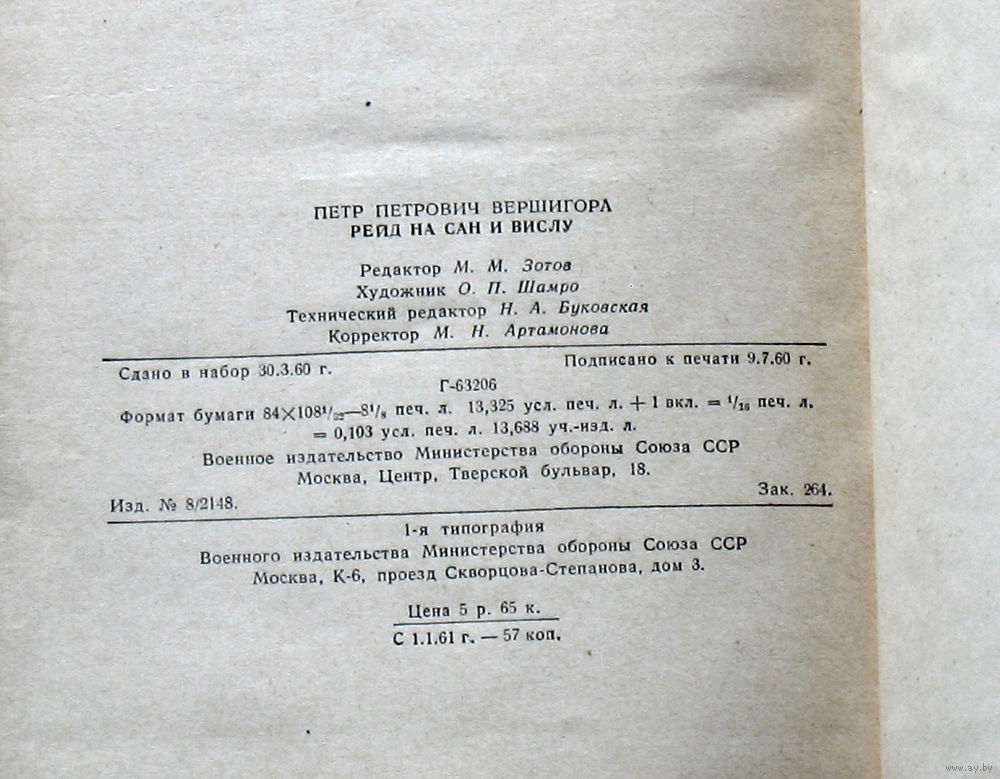 ПЕТР ПЕТРОВИЧ ВЕРШИГОРА
РЕЙД НА САН И ВИСЛУ
Редактор М. М. Зотов
Художник О. П. Шамро
Технический редактор Н. А. Буковская
Корректор М. Н. Артамонова
Сдано в набор 30.3.60 г. Подписано к печати 9.7.60 г.
Г-63206
Формат бумаги 84×108¹/₃₂—8¹/₈ печ. л. 13,325 усл. печ. л. + 1 вкл. = ¹/₁₆ печ. л.
= 0,103 усл. печ. л. 13,688 уч.-изд. л.
Военное издательство Министерства обороны Союза ССР
Москва, Центр, Тверской бульвар, 18.
Изд. № 8/2148. Зак. 264.
1-я типография
Военного издательства Министерства обороны Союза ССР
Москва, К-6, проезд Скворцова-Степанова, дом 3.
Цена 5 р. 65 к.
С 1.1.61 г. — 57 коп.
www.ay.by